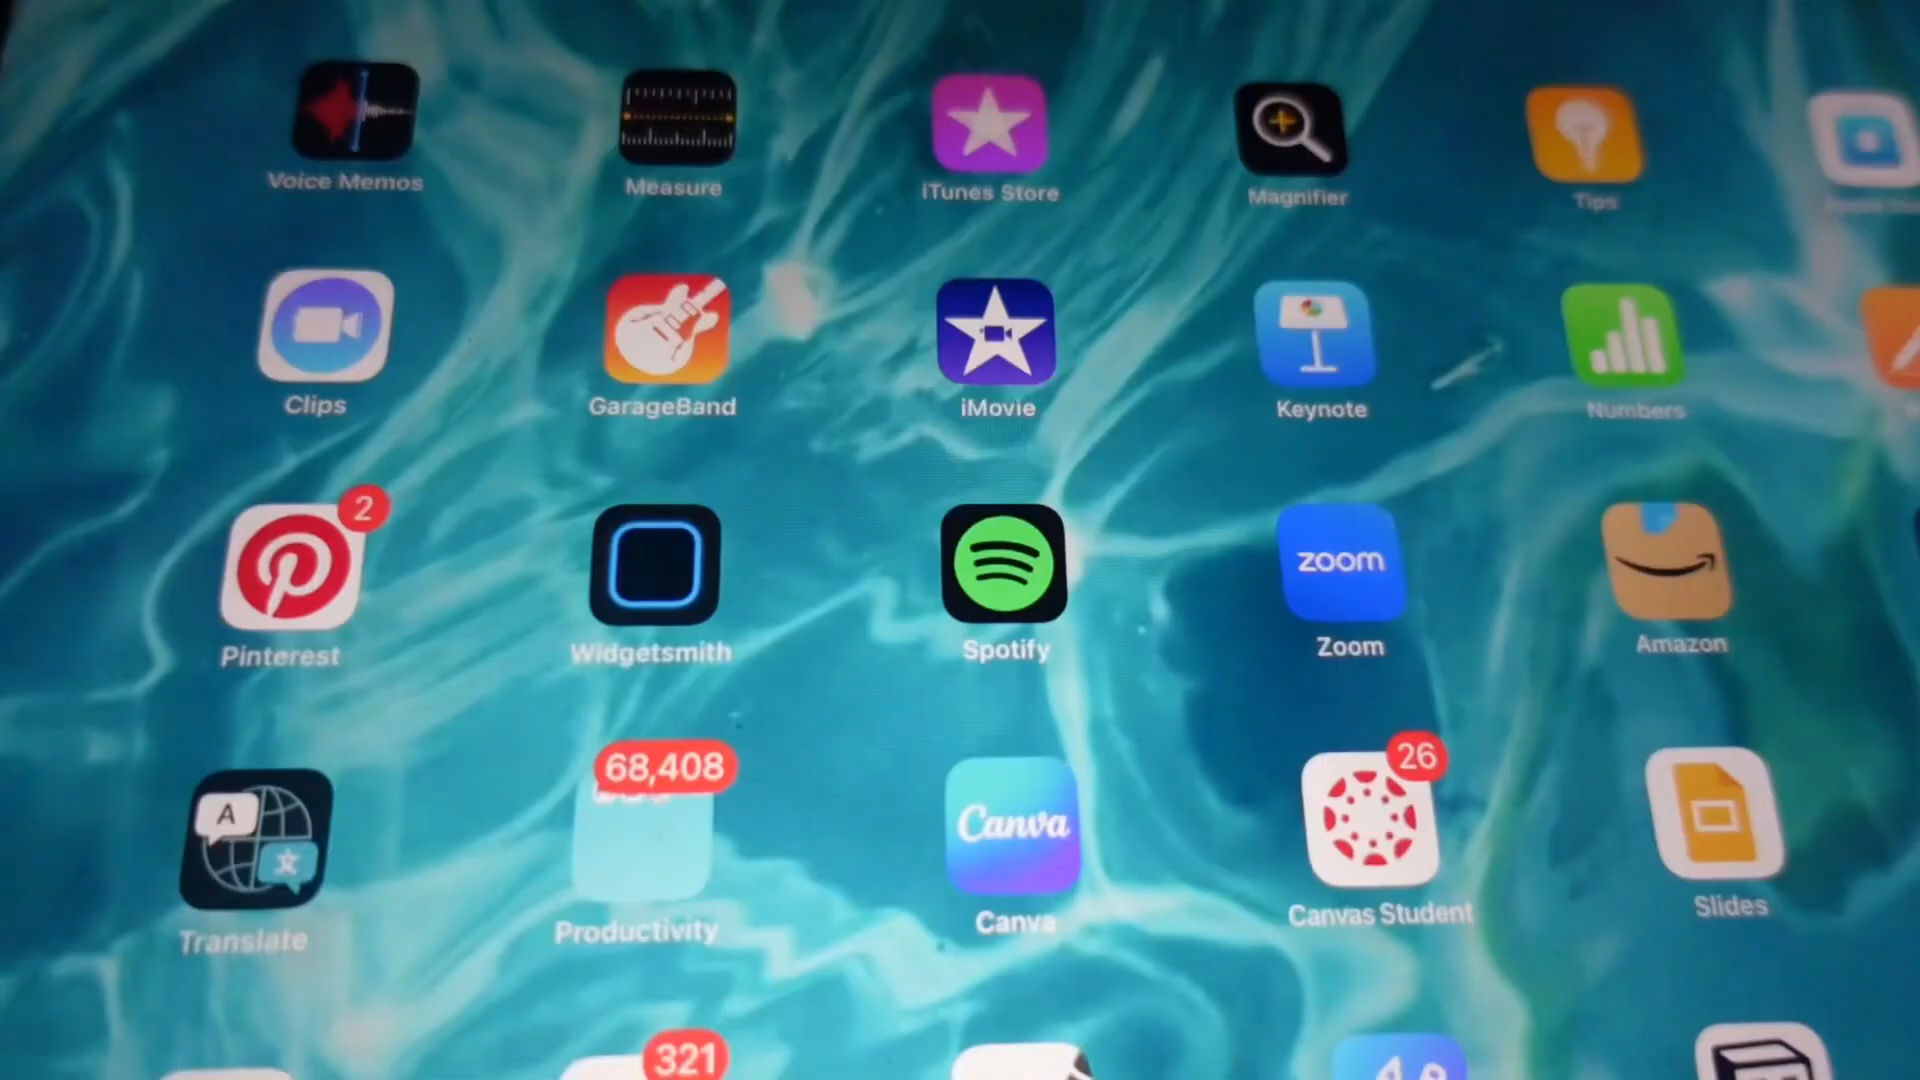 Voice Memos
Measure
iTunes Store
Magnifier
Tips
Clips
GarageBand
iMovie
Keynote
Numbers
2
Pinterest
Widgetsmith
Spotify
zoom
Zoom
Amazon
A
Translate
68,408
Productivity
Canva
Canva
26
Canvas Student
Slides
321